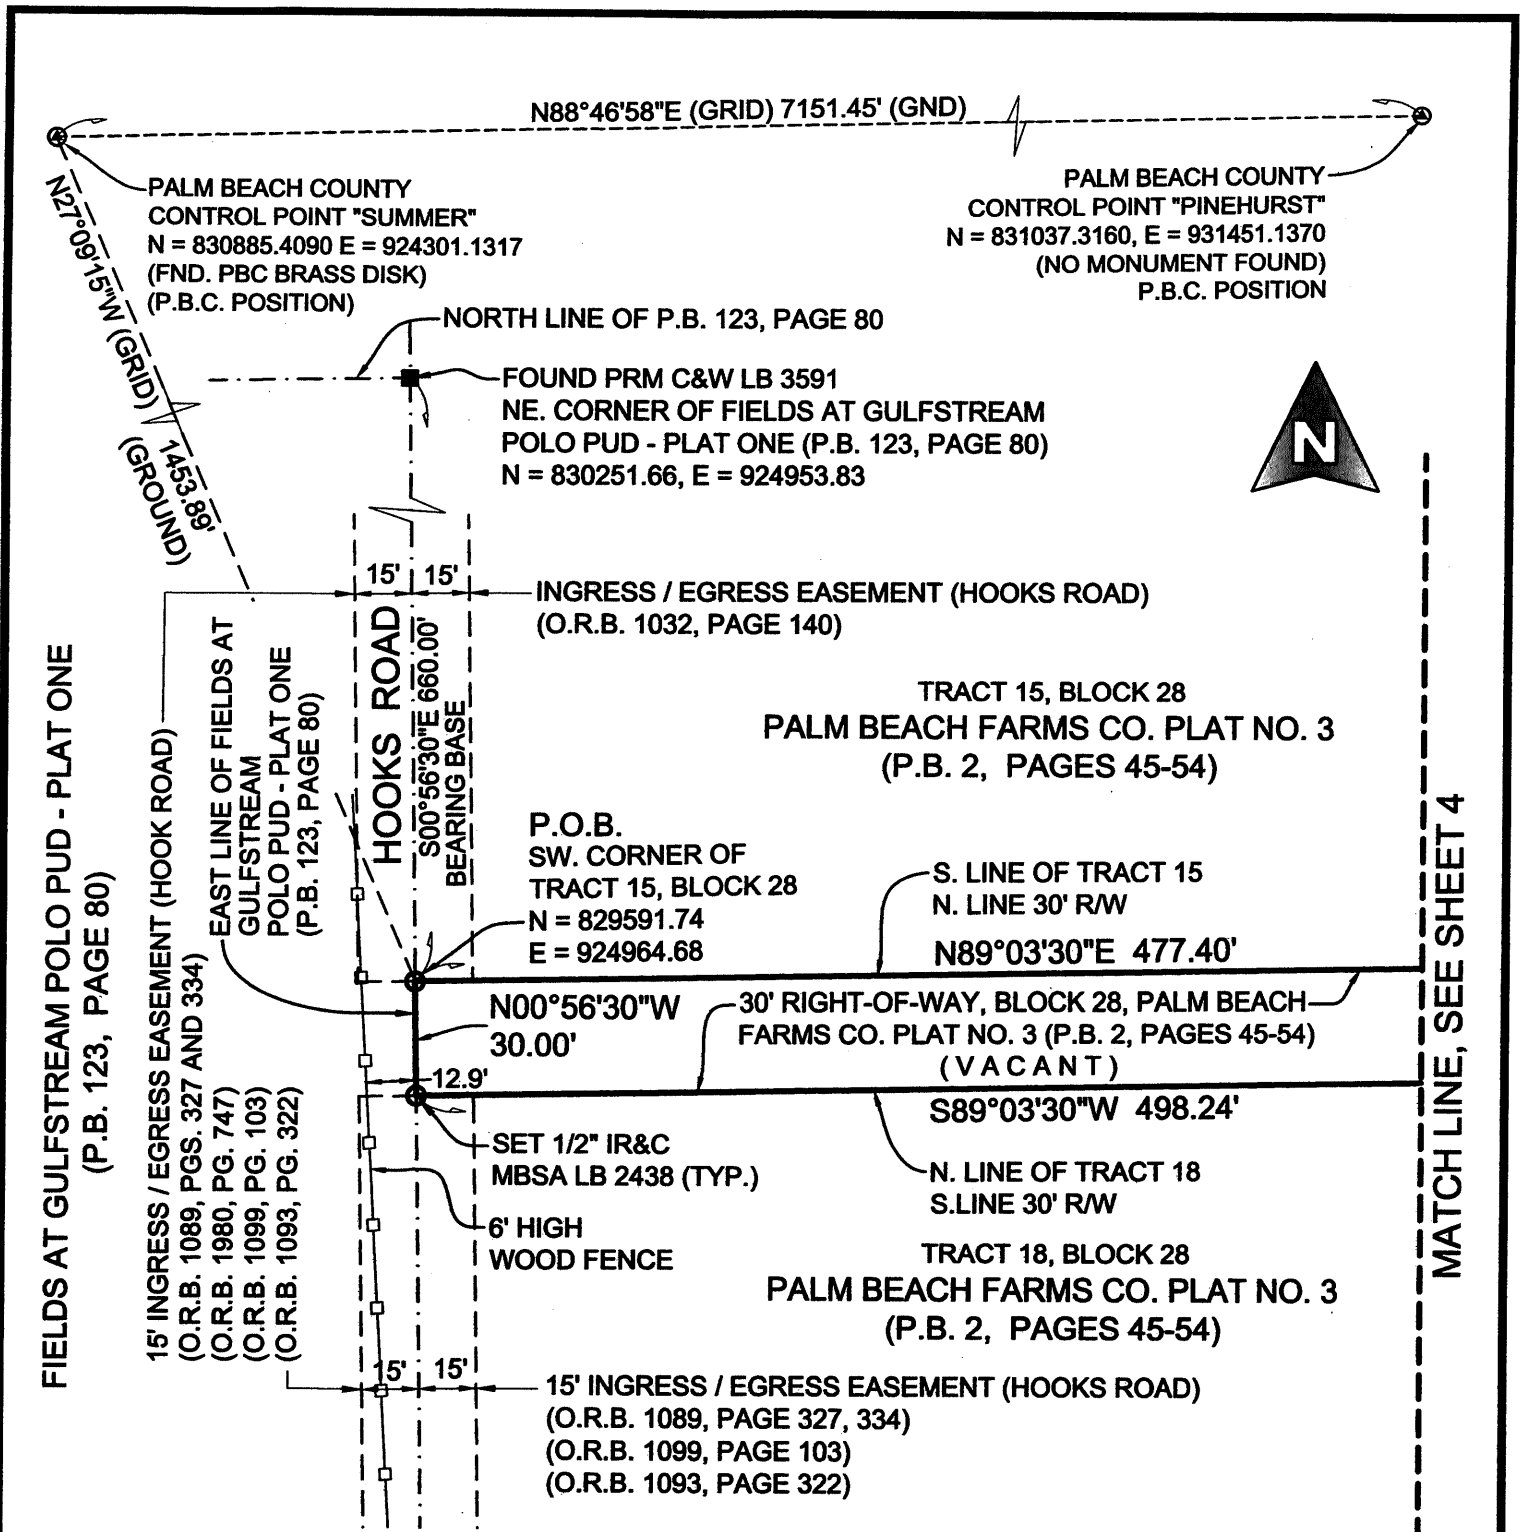 N88°46'58"E (GRID) 7151.45' (GND)
PALM BEACH COUNTY
CONTROL POINT "SUMMER"
N = 830885.4090 E = 924301.1317
(FND. PBC BRASS DISK)
(P.B.C. POSITION)
PALM BEACH COUNTY
CONTROL POINT "PINEHURST"
N = 831037.3160, E = 931451.1370
(NO MONUMENT FOUND)
P.B.C. POSITION
N27°09'15"W (GRID)
1453.89'
(GROUND)
NORTH LINE OF P.B. 123, PAGE 80
FOUND PRM C&W LB 3591
NE. CORNER OF FIELDS AT GULFSTREAM
POLO PUD - PLAT ONE (P.B. 123, PAGE 80)
N = 830251.66, E = 924953.83
N
15'
15'
INGRESS / EGRESS EASEMENT (HOOKS ROAD)
(O.R.B. 1032, PAGE 140)
HOOKS ROAD
S00°56'30"E 660.00'
BEARING BASE
FIELDS AT GULFSTREAM POLO PUD - PLAT ONE
(P.B. 123, PAGE 80)
15' INGRESS / EGRESS EASEMENT (HOOK ROAD)
(O.R.B. 1089, PGS. 327 AND 334)
(O.R.B. 1980, PG. 747)
(O.R.B. 1099, PG. 103)
(O.R.B. 1093, PG. 322)
EAST LINE OF FIELDS AT
GULFSTREAM
POLO PUD - PLAT ONE
(P.B. 123, PAGE 80)
TRACT 15, BLOCK 28
PALM BEACH FARMS CO. PLAT NO. 3
(P.B. 2, PAGES 45-54)
P.O.B.
SW. CORNER OF
TRACT 15, BLOCK 28
N = 829591.74
E = 924964.68
S. LINE OF TRACT 15
N. LINE 30' R/W
N89°03'30"E 477.40'
N00°56'30"W
30.00'
30' RIGHT-OF-WAY, BLOCK 28, PALM BEACH
FARMS CO. PLAT NO. 3 (P.B. 2, PAGES 45-54)
(VACANT)
12.9'
S89°03'30"W 498.24'
SET 1/2" IR&C
MBSA LB 2438 (TYP.)
N. LINE OF TRACT 18
S.LINE 30' R/W
6' HIGH
WOOD FENCE
TRACT 18, BLOCK 28
PALM BEACH FARMS CO. PLAT NO. 3
(P.B. 2, PAGES 45-54)
MATCH LINE, SEE SHEET 4
15'
15'
15' INGRESS / EGRESS EASEMENT (HOOKS ROAD)
(O.R.B. 1089, PAGE 327, 334)
(O.R.B. 1099, PAGE 103)
(O.R.B. 1093, PAGE 322)